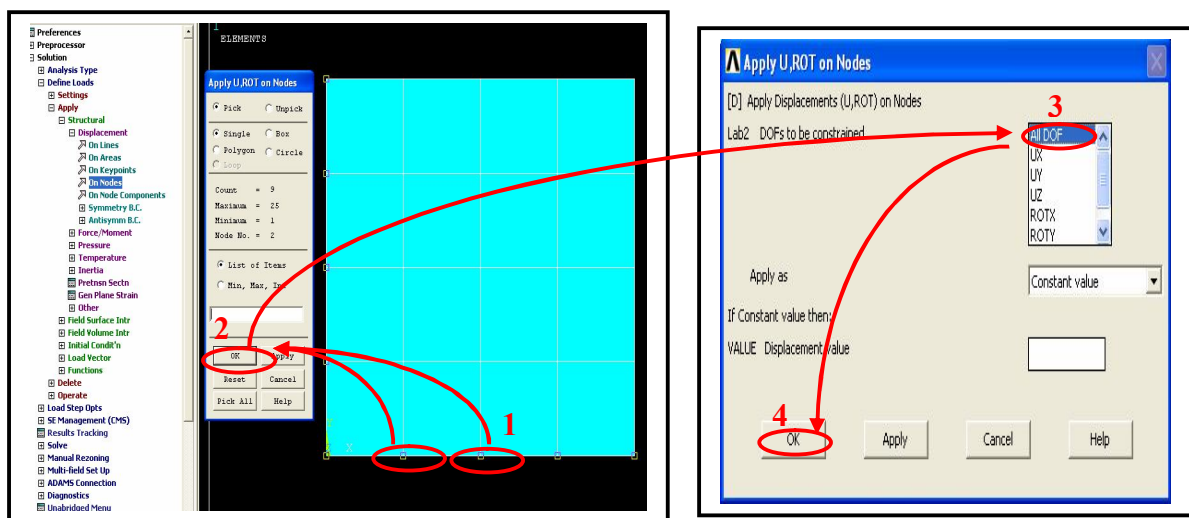 Preferences
Preprocessor
Solution
Analysis Type
Define Loads
Settings
Apply
Structural
Displacement
On Lines
On Areas
On Keypoints
On Nodes
On Node Components
Symmetry B.C.
Antisymm B.C.
Force/Moment
Pressure
Temperature
Inertia
Pretnsn Sectn
Gen Plane Strain
Other
Field Surface Intr
Field Volume Intr
Initial Condit'n
Load Vector
Functions
Delete
Operate
Load Step Opts
SE Management (CMS)
Results Tracking
Solve
Manual Rezoning
Multi-field Set Up
ADAMS Connection
Diagnostics
Unabridged Menu
1
ELEMENTS
Apply U,ROT on Nodes
Pick Unpick
Single Box
Polygon Circle
Loop
Count = 9
Maximum = 25
Minimum = 1
Node No. = 2
List of Items
Min, Max, Inc
2
OK Apply
Reset Cancel
Pick All Help
X
1
Apply U,ROT on Nodes
[D] Apply Displacements (U,ROT) on Nodes
3
Lab2 DOFs to be constrained
All DOF
UX
UY
UZ
ROTX
ROTY
Apply as Constant value
If Constant value then:
VALUE Displacement value
4
OK Apply Cancel Help